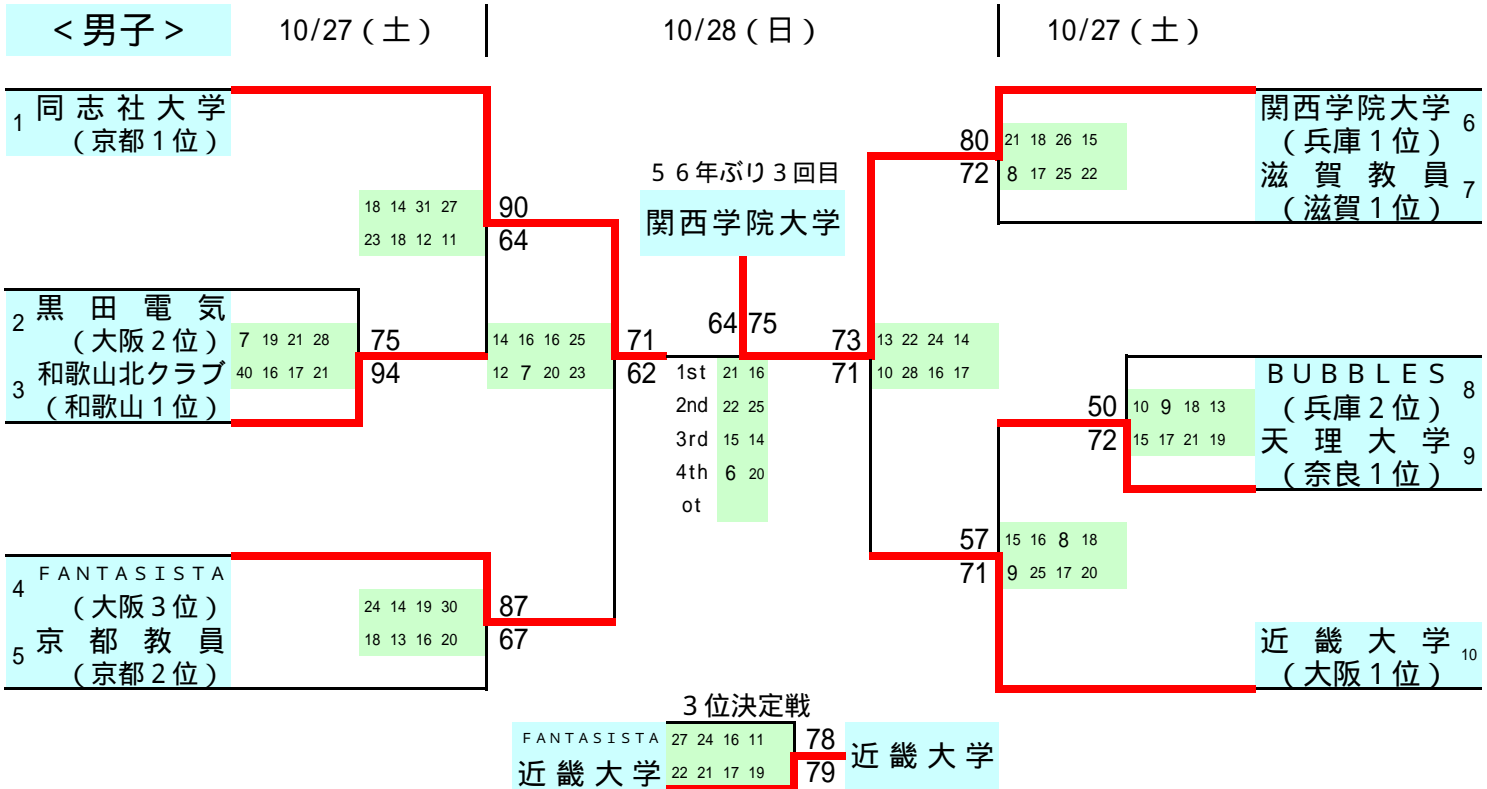 ＜男子＞
10/27（土）
10/28（日）
10/27（土）
1 同志社大学
（京都１位）
18 14 31 27
23 18 12 11
90
64
2 黒田電気
（大阪２位）
3 和歌山北クラブ
（和歌山１位）
7 19 21 28
40 16 17 21
75
94
14 16 16 25
12 7 20 23
71
62
4 ＦＡＮＴＡＳＩＳＴＡ
（大阪３位）
5 京都教員
（京都２位）
24 14 19 30
18 13 16 20
87
67
５６年ぶり３回目
関西学院大学
64 75
1st 21 16
2nd 22 25
3rd 15 14
4th 6 20
ot
73
71
13 22 24 14
10 28 16 17
80
72
21 18 26 15
8 17 25 22
関西学院大学 6
（兵庫１位）
滋賀教員 7
（滋賀１位）
50
72
10 9 18 13
15 17 21 19
ＢＵＢＢＬＥＳ 8
（兵庫２位）
天理大学 9
（奈良１位）
57
71
15 16 8 18
9 25 17 20
近畿大学 10
（大阪１位）
３位決定戦
ＦＡＮＴＡＳＩＳＴＡ 27 24 16 11 78
近畿大学 22 21 17 19 79
近畿大学